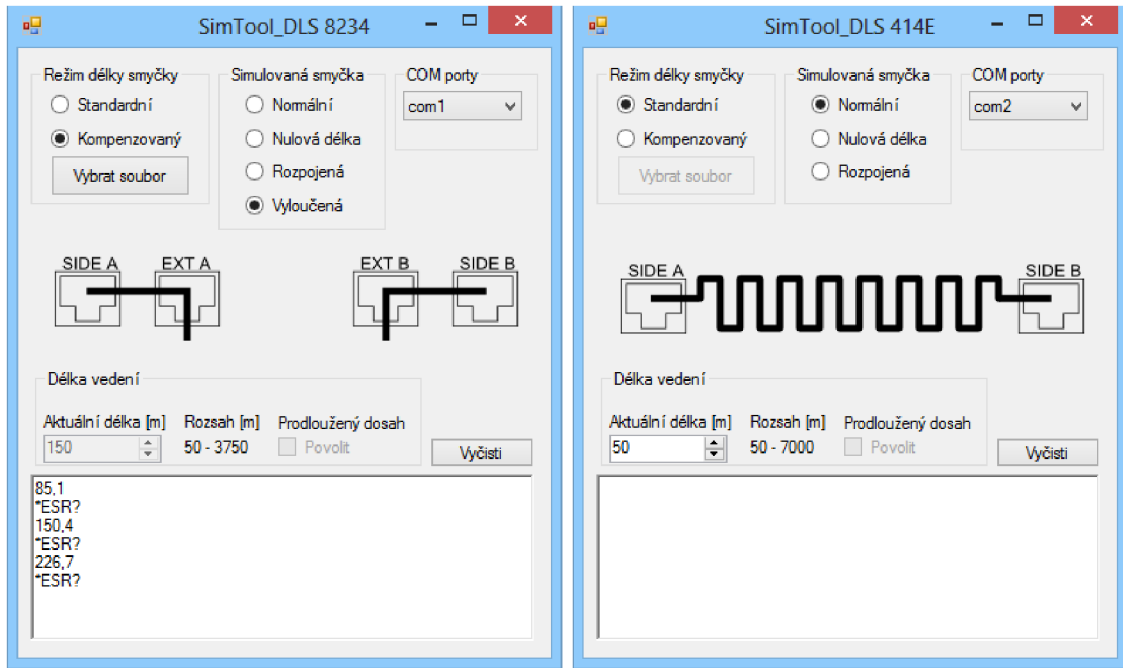 SimTool_DLS 8234
Režim délky smyčky
Simulovaná smyčka
COM porty
Standardní
Normální
com1
Kompenzovaný
Nulová délka
Vybrat soubor
Rozpojená
Vyloučená
SIDE A
EXT A
EXT B
SIDE B
Délka vedení
Aktuální délka [m]
Rozsah [m]
Prodloužený dosah
150
50 - 3750
Povolit
Vyčisti
85,1
*ESR?
150,4
*ESR?
226,7
*ESR?
SimTool_DLS 414E
Režim délky smyčky
Simulovaná smyčka
COM porty
Standardní
Normální
com2
Kompenzovaný
Nulová délka
Vybrat soubor
Rozpojená
SIDE A
SIDE B
Délka vedení
Aktuální délka [m]
Rozsah [m]
Prodloužený dosah
50
50 - 7000
Povolit
Vyčisti